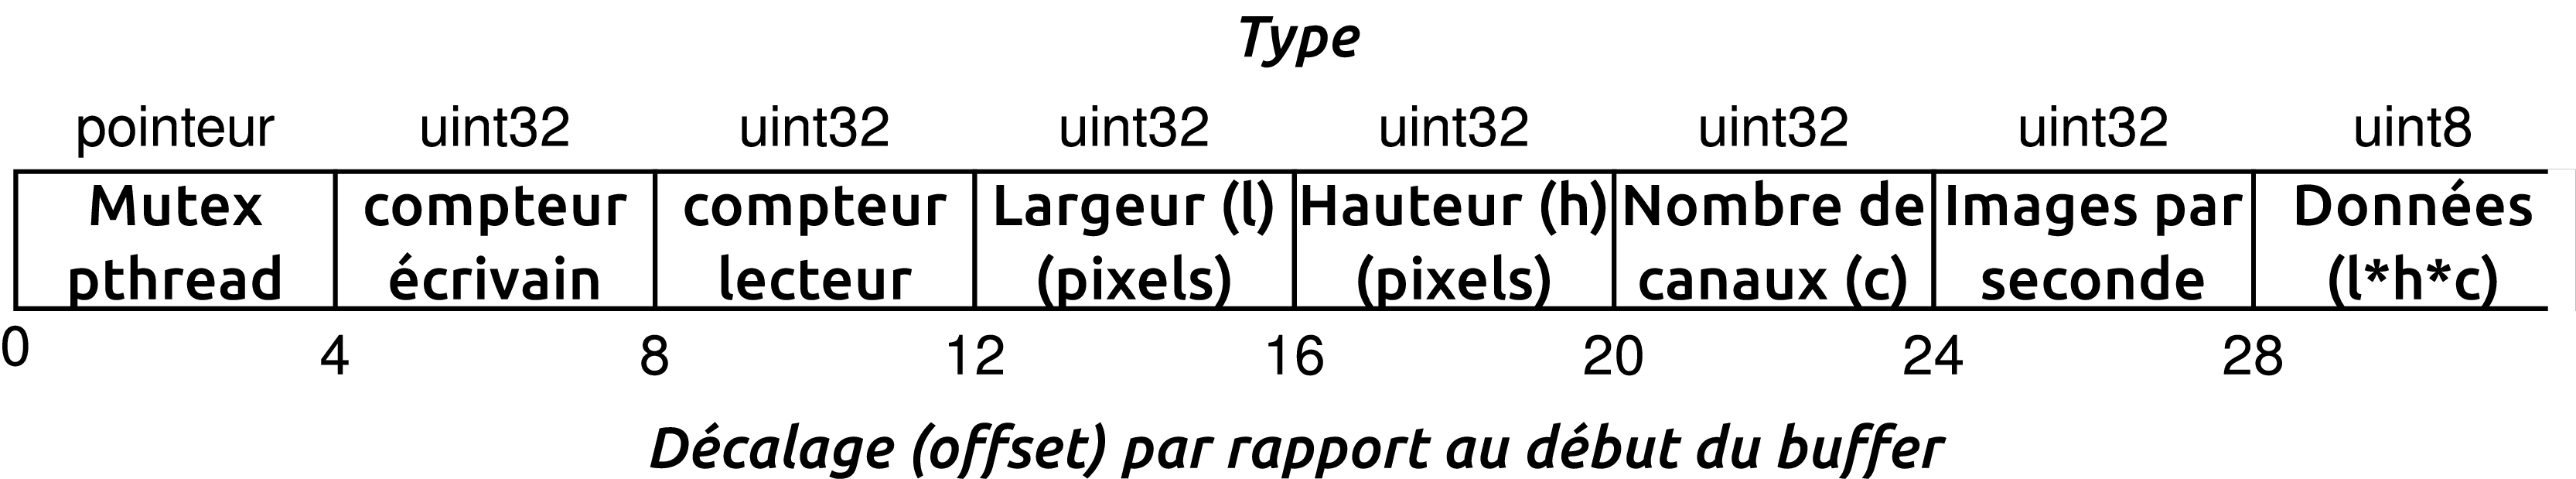 Type
pointeur uint32 uint32 uint32 uint32 uint32 uint32 uint8
Mutex compteur compteur Largeur (l) Hauteur (h) Nombre de Images par Données
pthread écrivain lecteur (pixels) (pixels) canaux (c) seconde (l*h*c)
0 4 8 12 16 20 24 28
Décalage (offset) par rapport au début du buffer